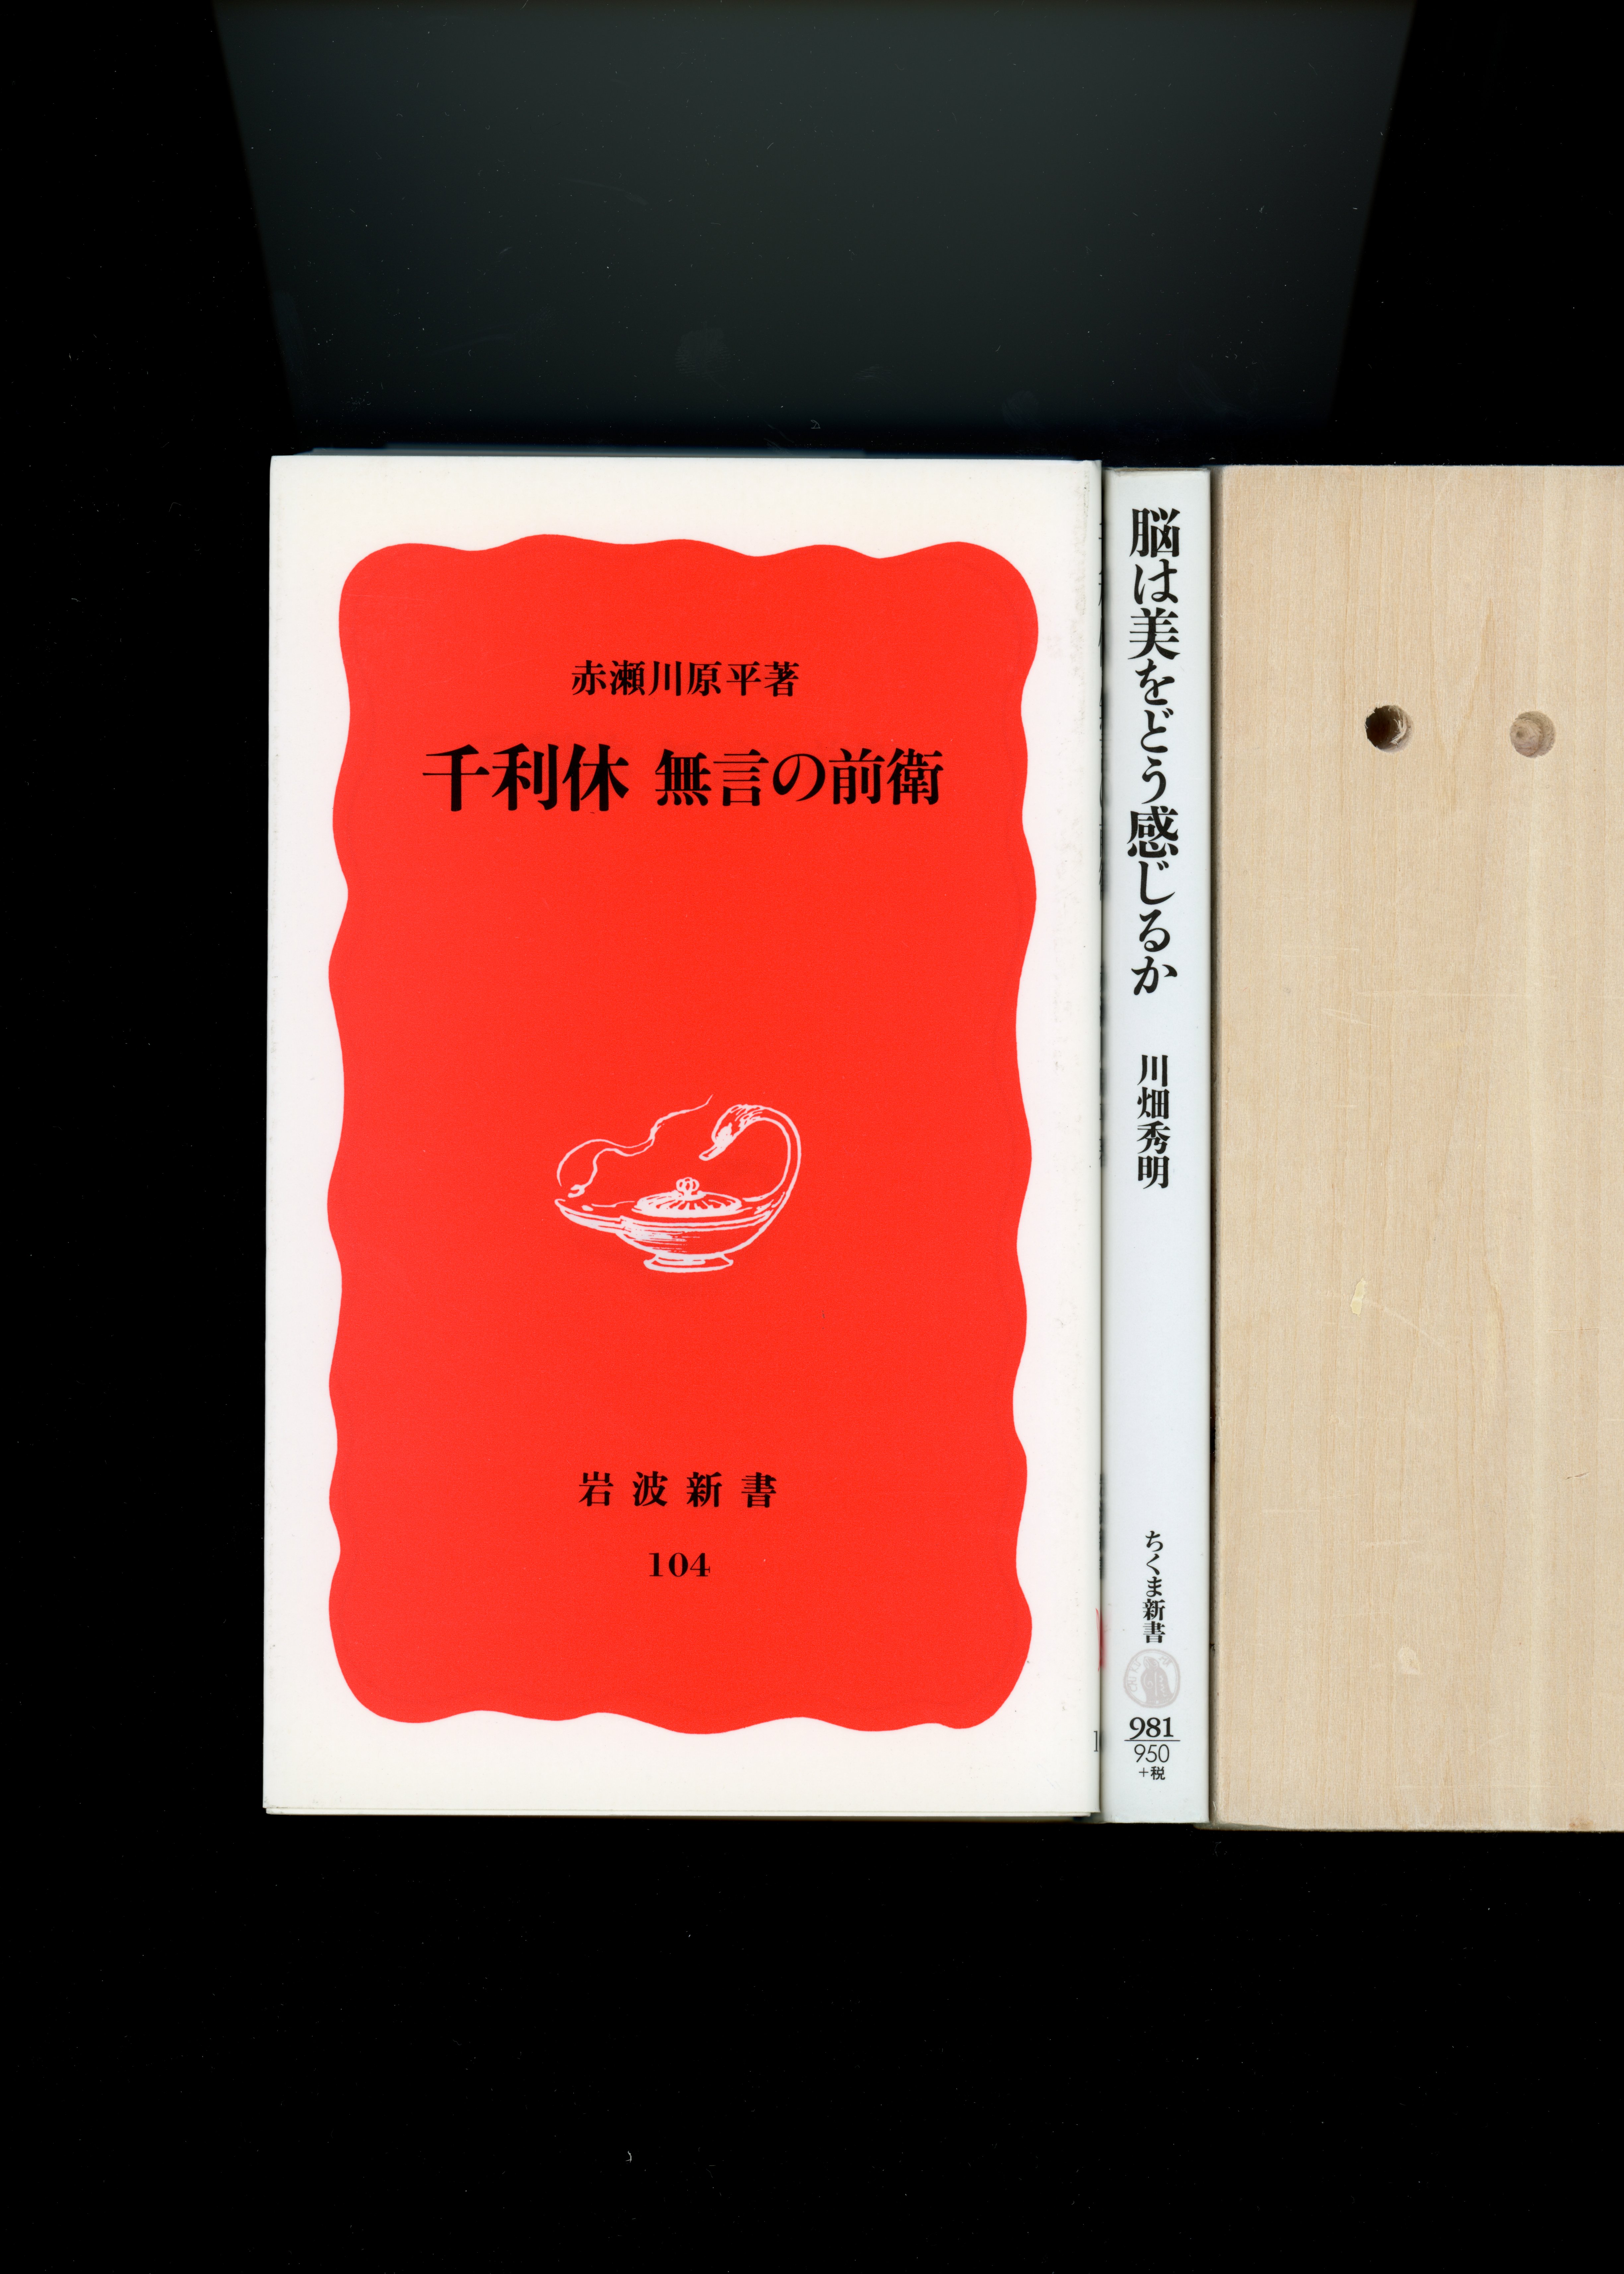 赤瀬川原平著
千利休 無言の前衛
岩波新書
104
脳は美をどう感じるか
川畑秀明
ちくま新書
981
950
+税